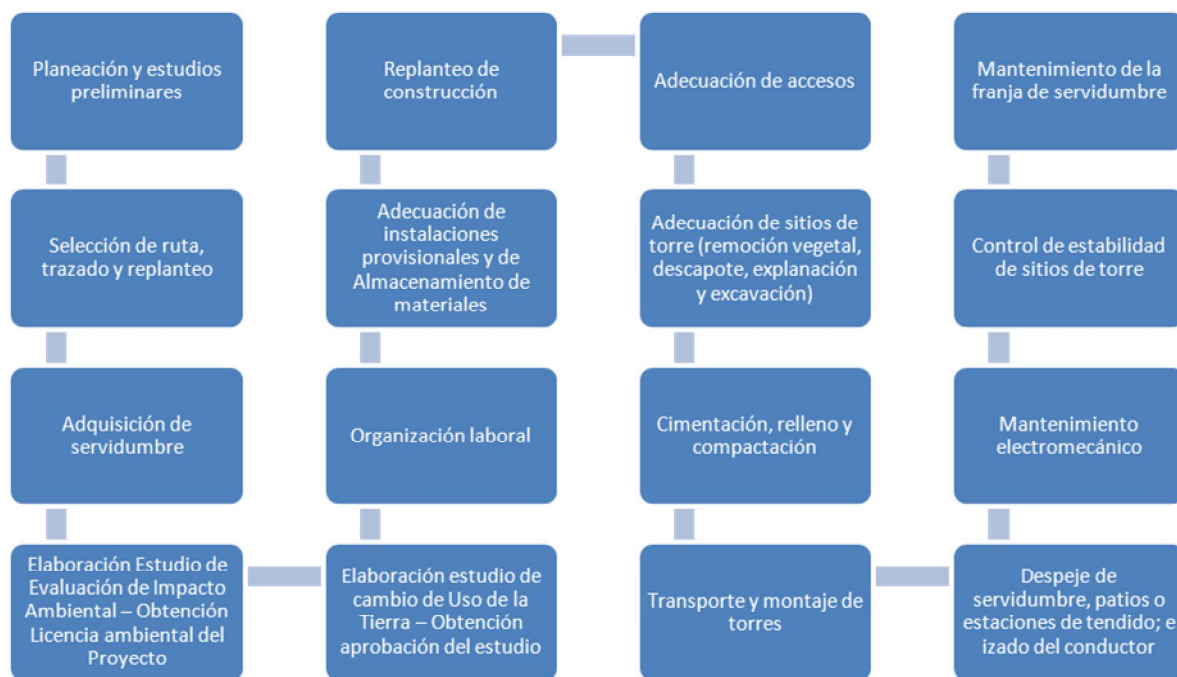 Planeación y estudios
preliminares
Selección de ruta,
trazado y replanteo
Adquisición de
servidumbre
Elaboración Estudio de
Evaluación de Impacto
Ambiental – Obtención
Licencia ambiental del
Proyecto
Elaboración estudio de
cambio de Uso de la
Tierra – Obtención
aprobación del estudio
Organización laboral
Adecuación de
instalaciones
provisionales y de
Almacenamiento de
materiales
Replanteo de
construcción
Adecuación de accesos
Adecuación de sitios de
torre (remoción vegetal,
descapote, explanación
y excavación)
Cimentación, relleno y
compactación
Transporte y montaje de
torres
Despeje de
servidumbre, patios o
estaciones de tendido; e
izado del conductor
Mantenimiento
electromecánico
Control de estabilidad
de sitios de torre
Mantenimiento de la
franja de servidumbre